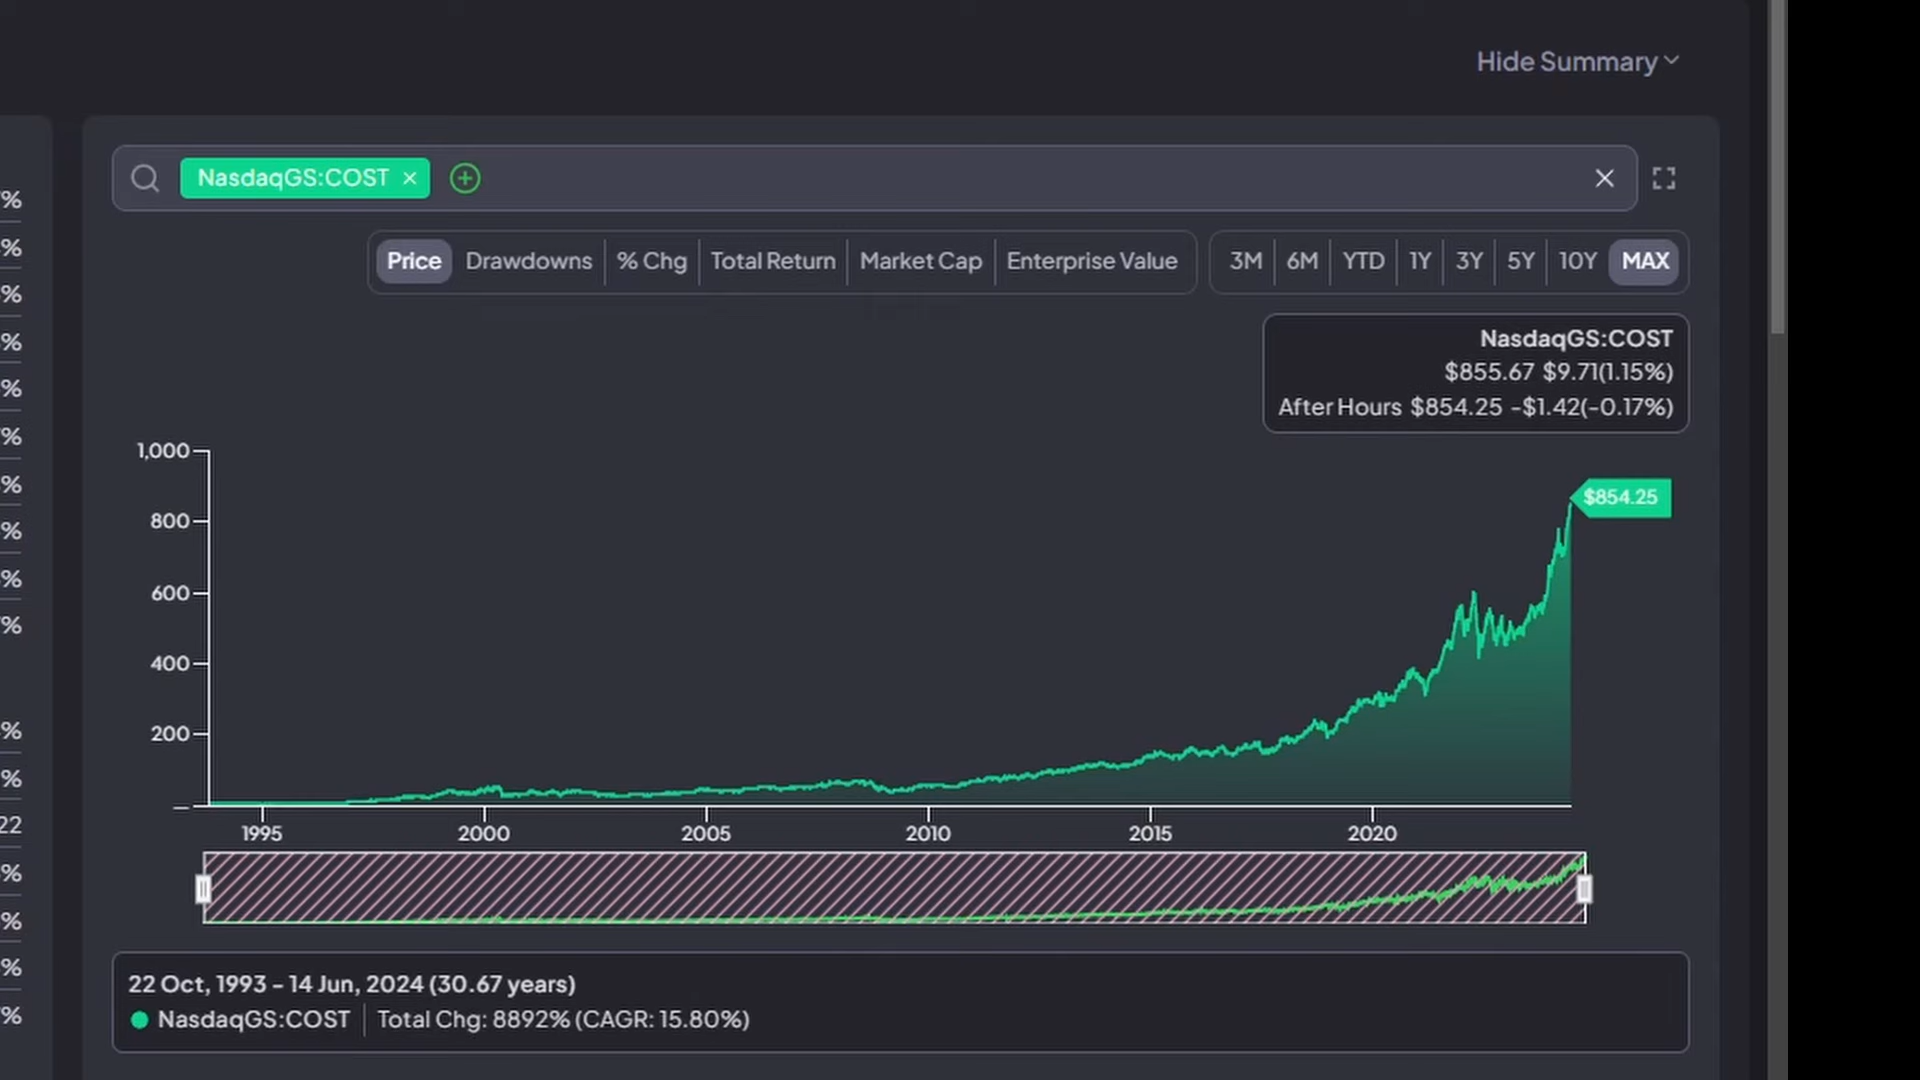 Hide Summary
NasdaqGS:COST
Price Drawdowns % Chg Total Return Market Cap Enterprise Value 3M 6M YTD 1Y 3Y 5Y 10Y MAX
NasdaqGS:COST
$855.67 $9.71(1.15%)
After Hours $854.25 -$1.42(-0.17%)
1,000
$854.25
800
600
400
200
1995 2000 2005 2010 2015 2020
22 Oct, 1993 - 14 Jun, 2024 (30.67 years)
NasdaqGS:COST Total Chg: 8892% (CAGR: 15.80%)